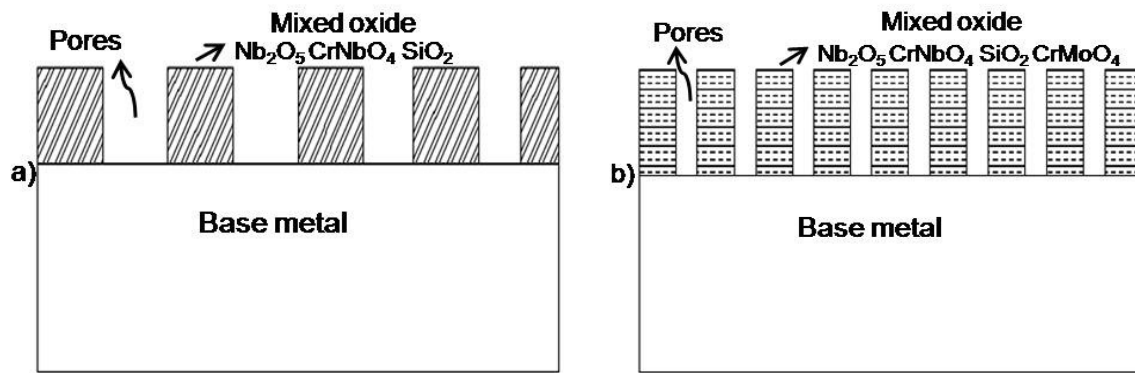 Pores
Mixed oxide
Nb₂O₅ CrNbO₄ SiO₂
a)
Base metal
Pores
Mixed oxide
Nb₂O₅ CrNbO₄ SiO₂ CrMoO₄
b)
Base metal